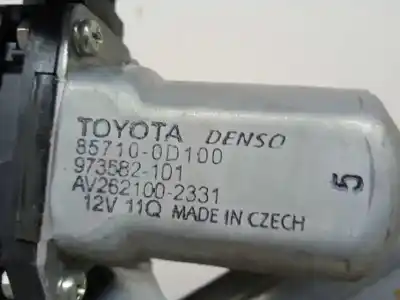 TOYOTA DENSO
85710-0D100
973582-101
AV262100-2331
12V 11Q MADE IN CZECH
5